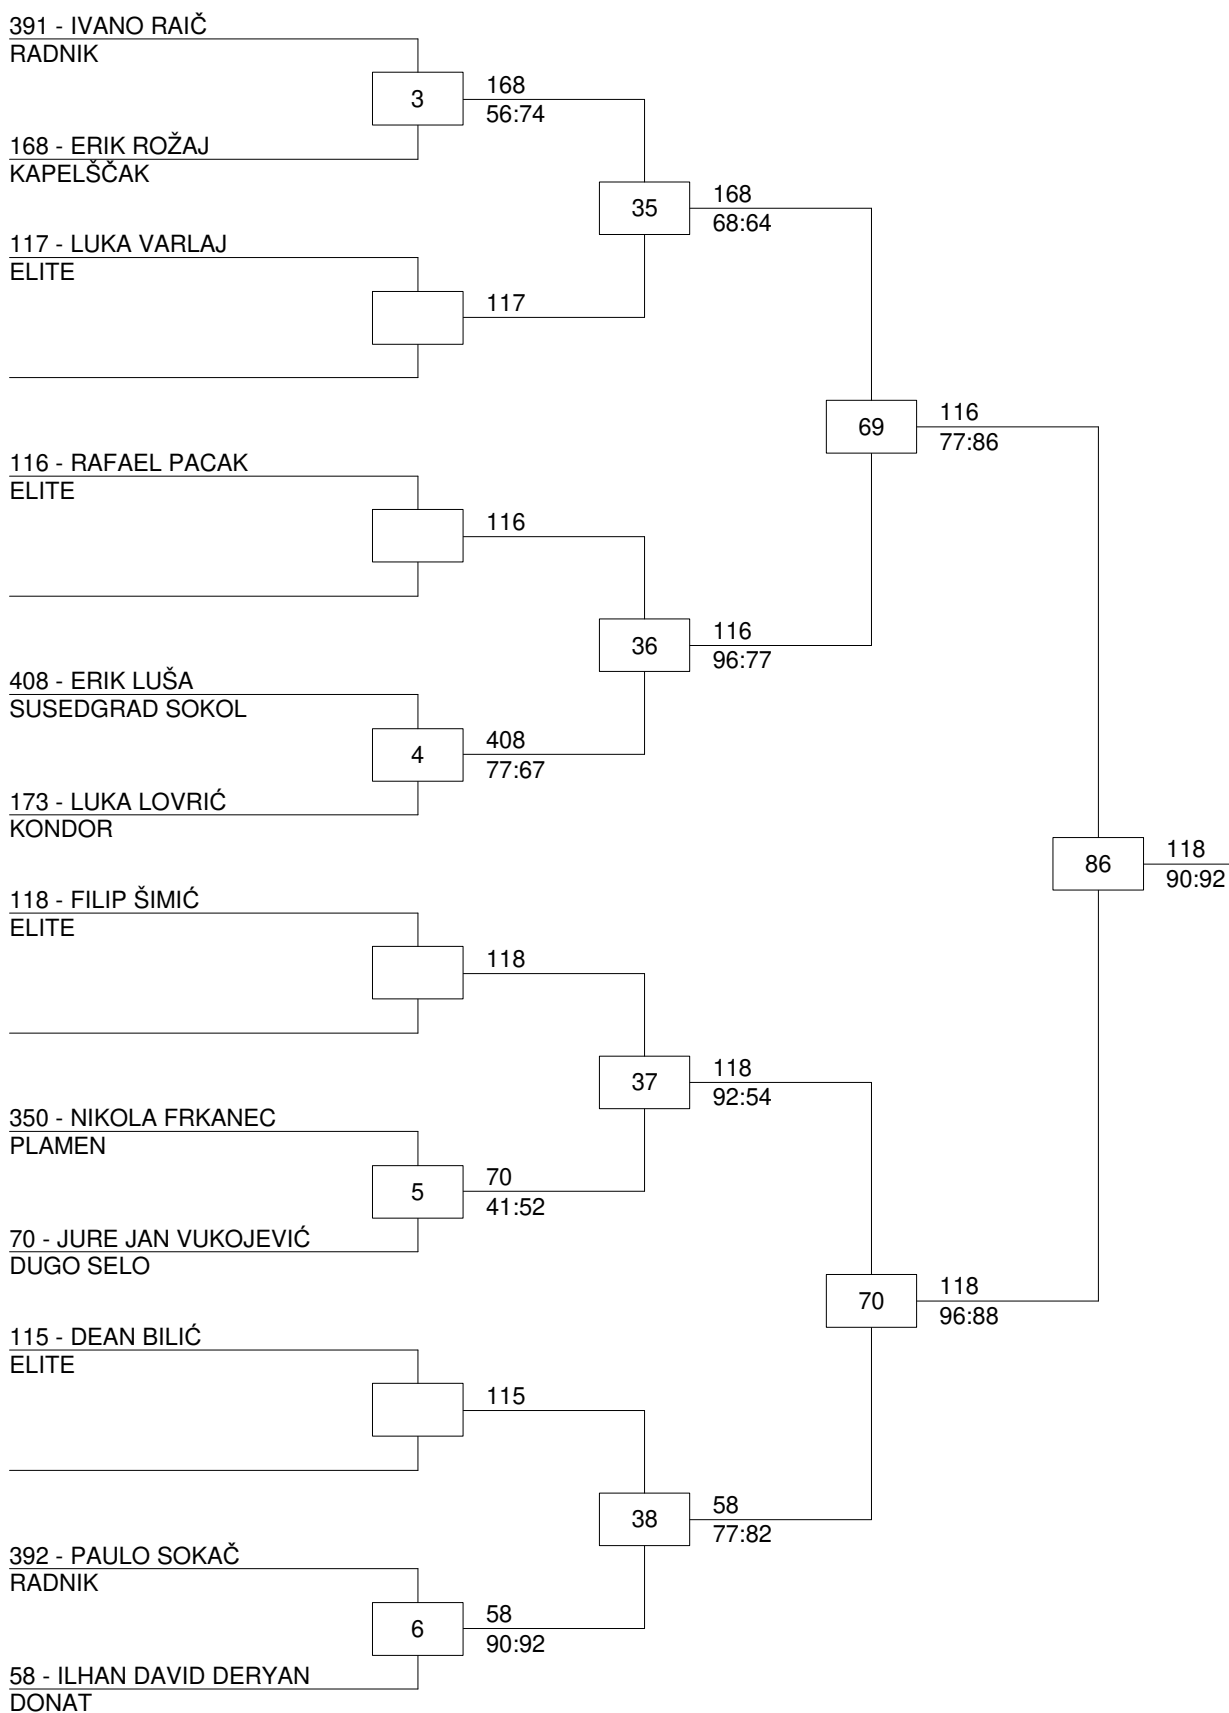 391 - IVANO RAIČ
RADNIK
3
168
56:74
168 - ERIK ROŽAJ
KAPELŠČAK
35
168
68:64
117 - LUKA VARLAJ
ELITE
117
69
116
77:86
116 - RAFAEL PACAK
ELITE
116
36
116
96:77
408 - ERIK LUŠA
SUSEDGRAD SOKOL
4
408
77:67
173 - LUKA LOVRIĆ
KONDOR
86
118
90:92
118 - FILIP ŠIMIĆ
ELITE
118
37
118
92:54
350 - NIKOLA FRKANEC
PLAMEN
5
70
41:52
70 - JURE JAN VUKOJEVIĆ
DUGO SELO
70
118
96:88
115 - DEAN BILIĆ
ELITE
115
38
58
77:82
392 - PAULO SOKAČ
RADNIK
6
58
90:92
58 - ILHAN DAVID DERYAN
DONAT